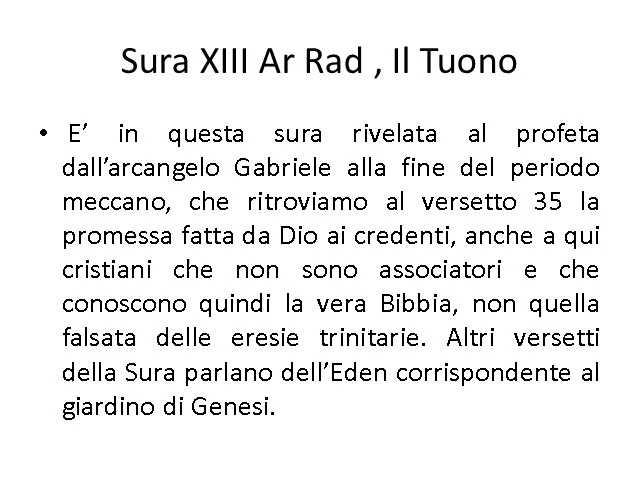 Sura XIII Ar Rad , Il Tuono
• E’ in questa sura rivelata al profeta
dall’arcangelo Gabriele alla fine del periodo
meccano, che ritroviamo al versetto 35 la
promessa fatta da Dio ai credenti, anche a qui
cristiani che non sono associatori e che
conoscono quindi la vera Bibbia, non quella
falsata delle eresie trinitarie. Altri versetti
della Sura parlano dell’Eden corrispondente al
giardino di Genesi.